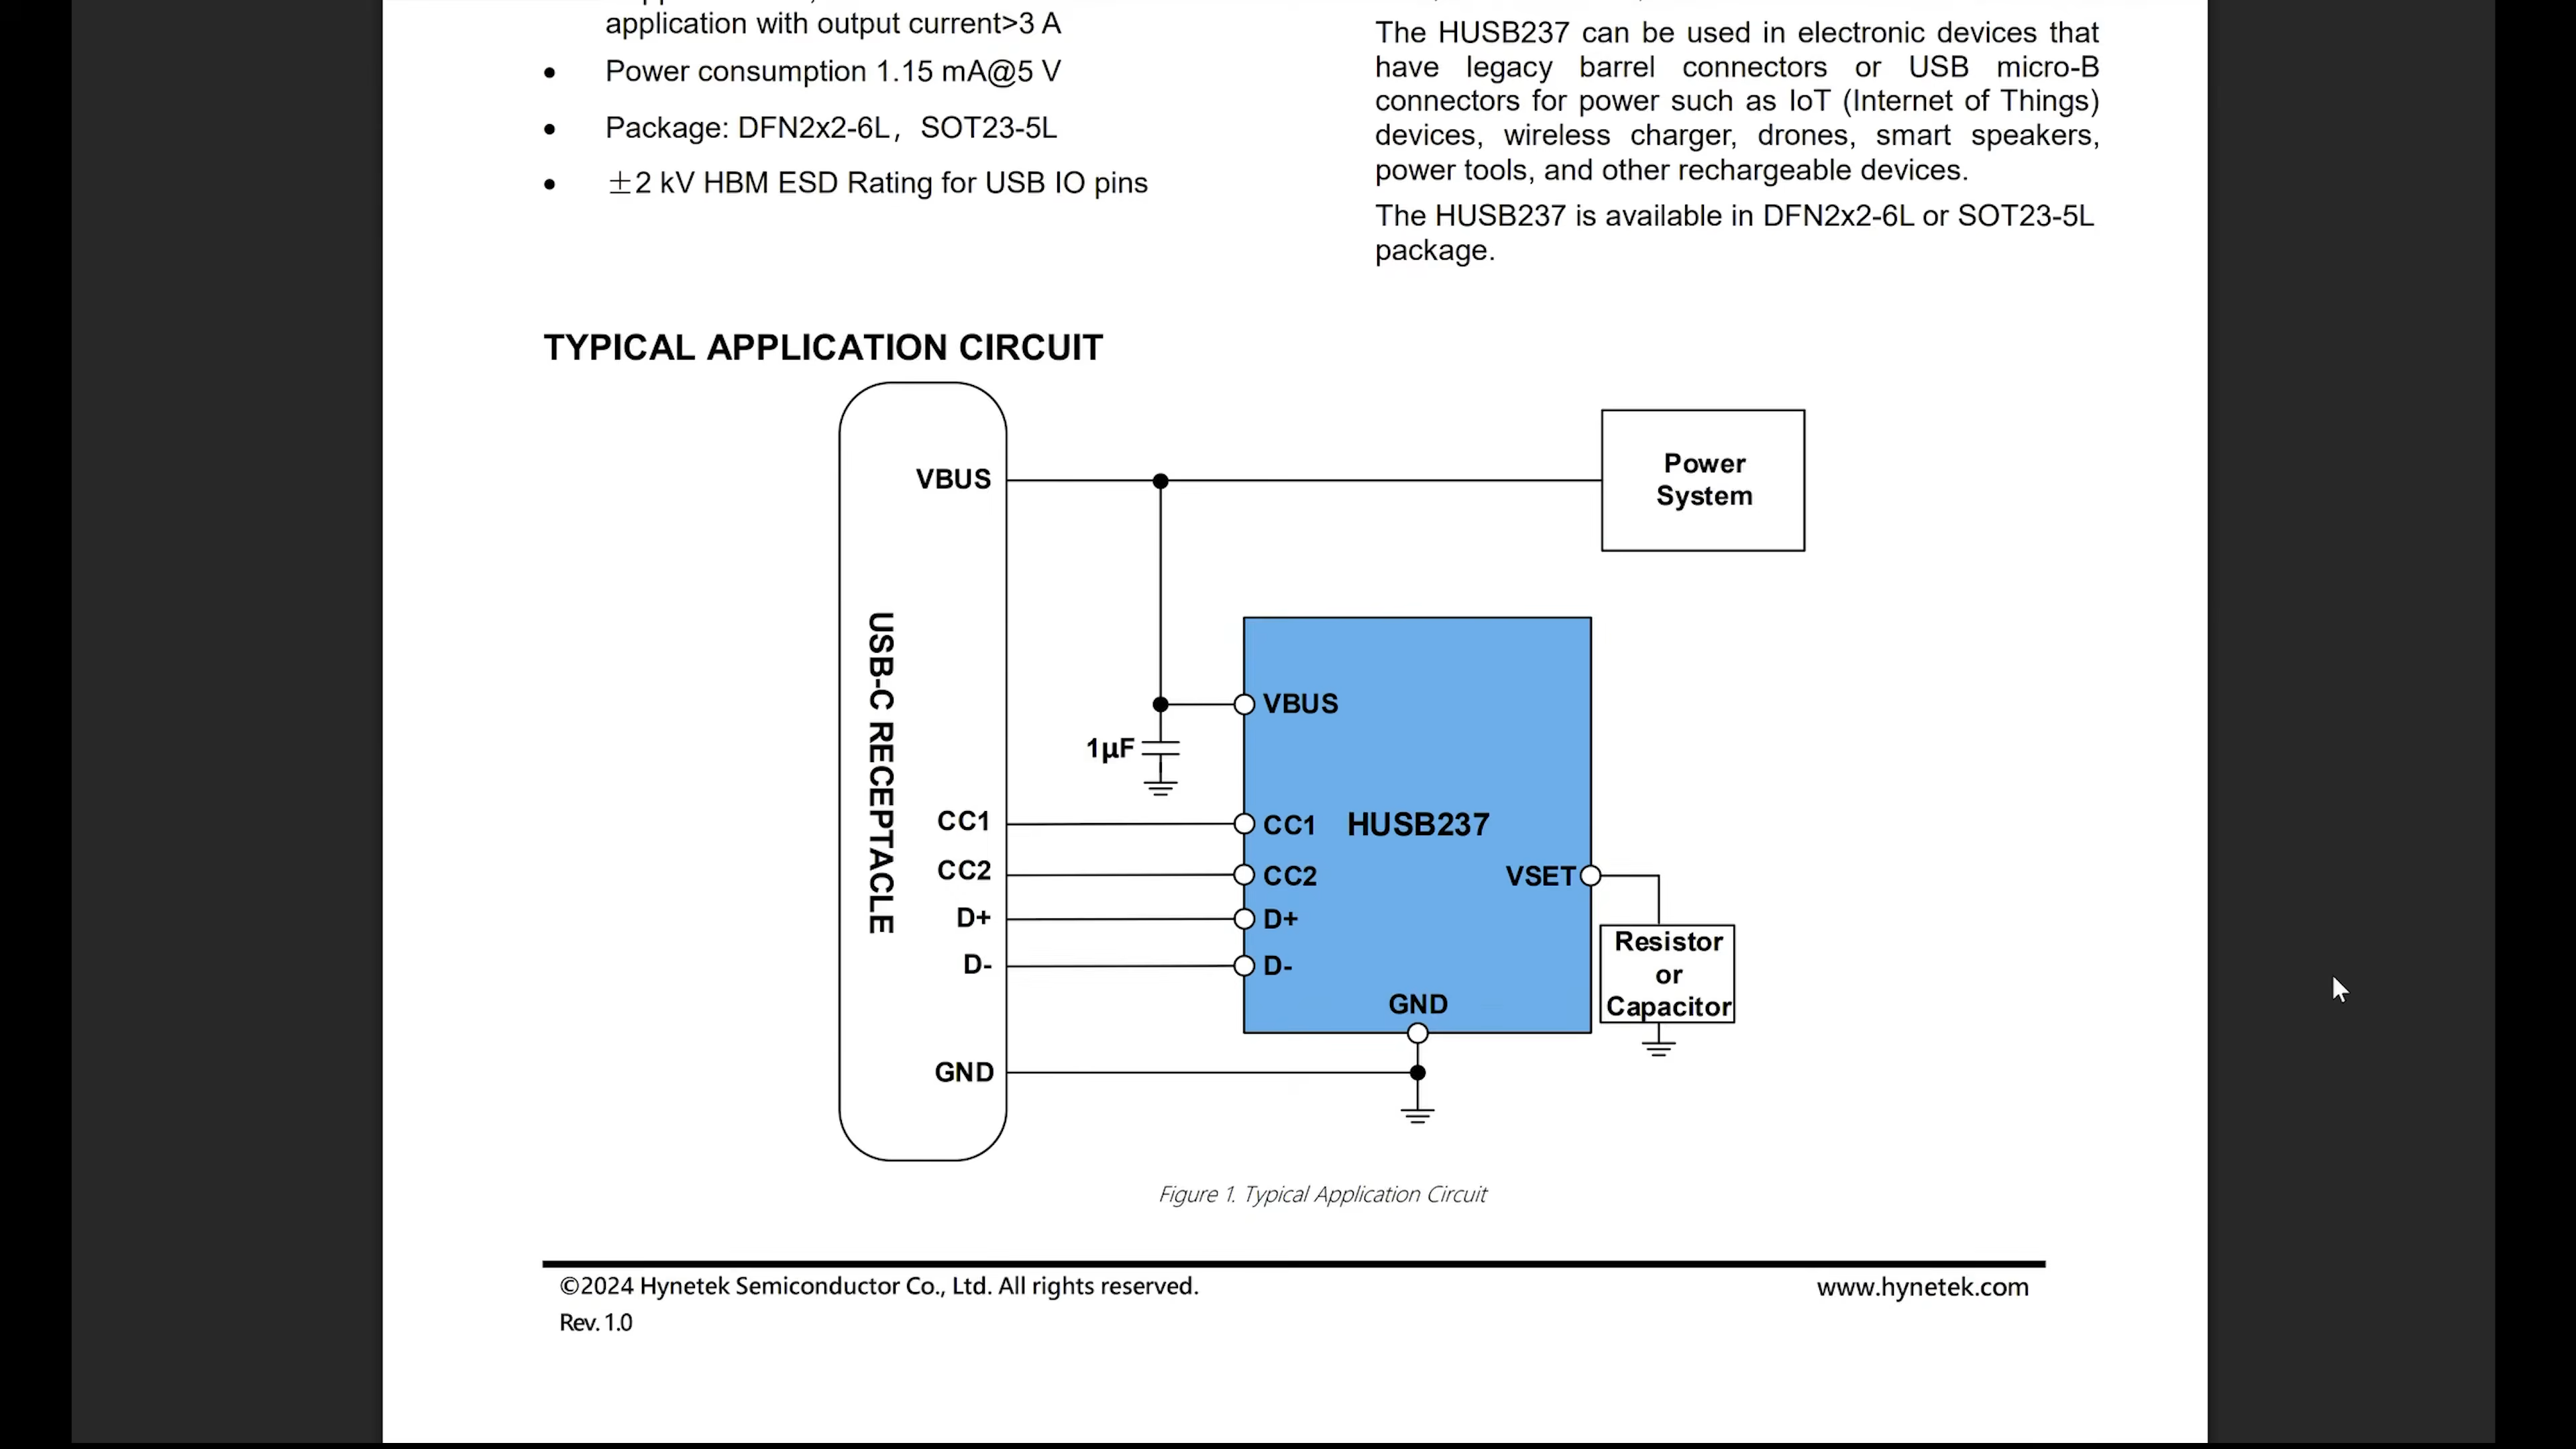 application with output current>3 A
• Power consumption 1.15 mA@5 V
• Package: DFN2x2-6L，SOT23-5L
• ±2 kV HBM ESD Rating for USB IO pins
The HUSB237 can be used in electronic devices that
have legacy barrel connectors or USB micro-B
connectors for power such as IoT (Internet of Things)
devices, wireless charger, drones, smart speakers,
power tools, and other rechargeable devices.
The HUSB237 is available in DFN2x2-6L or SOT23-5L
package.
TYPICAL APPLICATION CIRCUIT
USB-C RECEPTACLE
VBUS
CC1
CC2
D+
D-
GND
Power
System
1μF
VBUS
CC1
CC2
D+
D-
HUSB237
VSET
GND
Resistor
or
Capacitor
Figure 1. Typical Application Circuit
©2024 Hynetek Semiconductor Co., Ltd. All rights reserved.
www.hynetek.com
Rev. 1.0